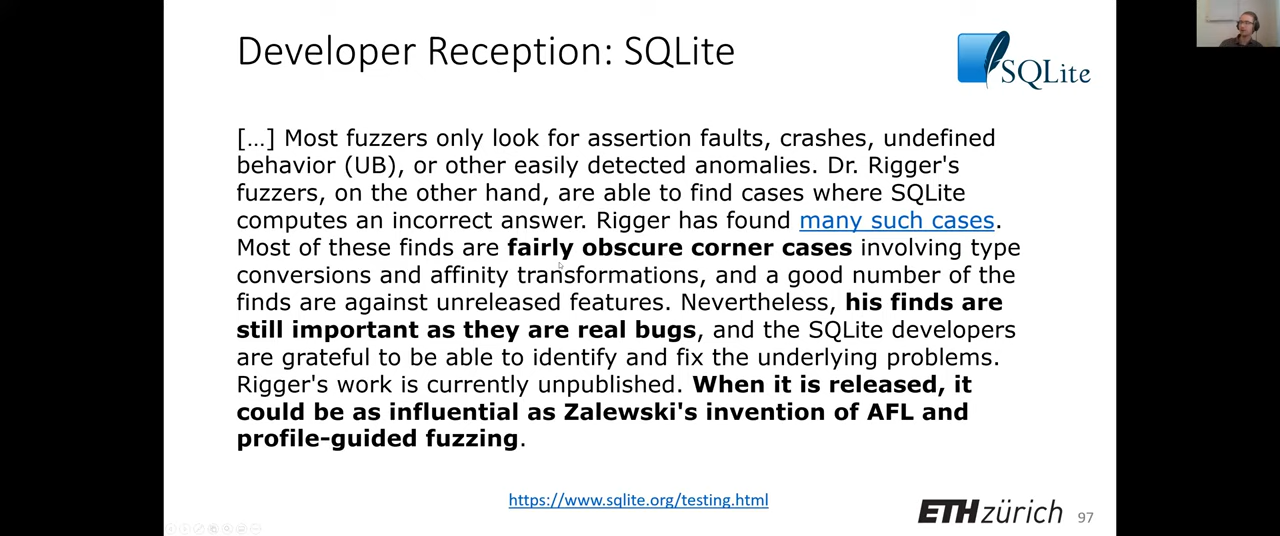 Developer Reception: SQLite
SQLite
[…] Most fuzzers only look for assertion faults, crashes, undefined
behavior (UB), or other easily detected anomalies. Dr. Rigger's
fuzzers, on the other hand, are able to find cases where SQLite
computes an incorrect answer. Rigger has found many such cases.
Most of these finds are fairly obscure corner cases involving type
conversions and affinity transformations, and a good number of the
finds are against unreleased features. Nevertheless, his finds are
still important as they are real bugs, and the SQLite developers
are grateful to be able to identify and fix the underlying problems.
Rigger's work is currently unpublished. When it is released, it
could be as influential as Zalewski's invention of AFL and
profile-guided fuzzing.
https://www.sqlite.org/testing.html
ETH zürich
97